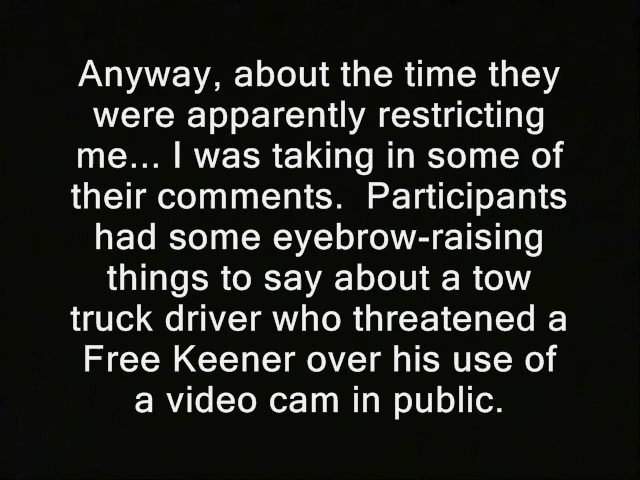 Anyway, about the time they
were apparently restricting
me... I was taking in some of
their comments.  Participants
had some eyebrow-raising
things to say about a tow
truck driver who threatened a
Free Keener over his use of
a video cam in public.